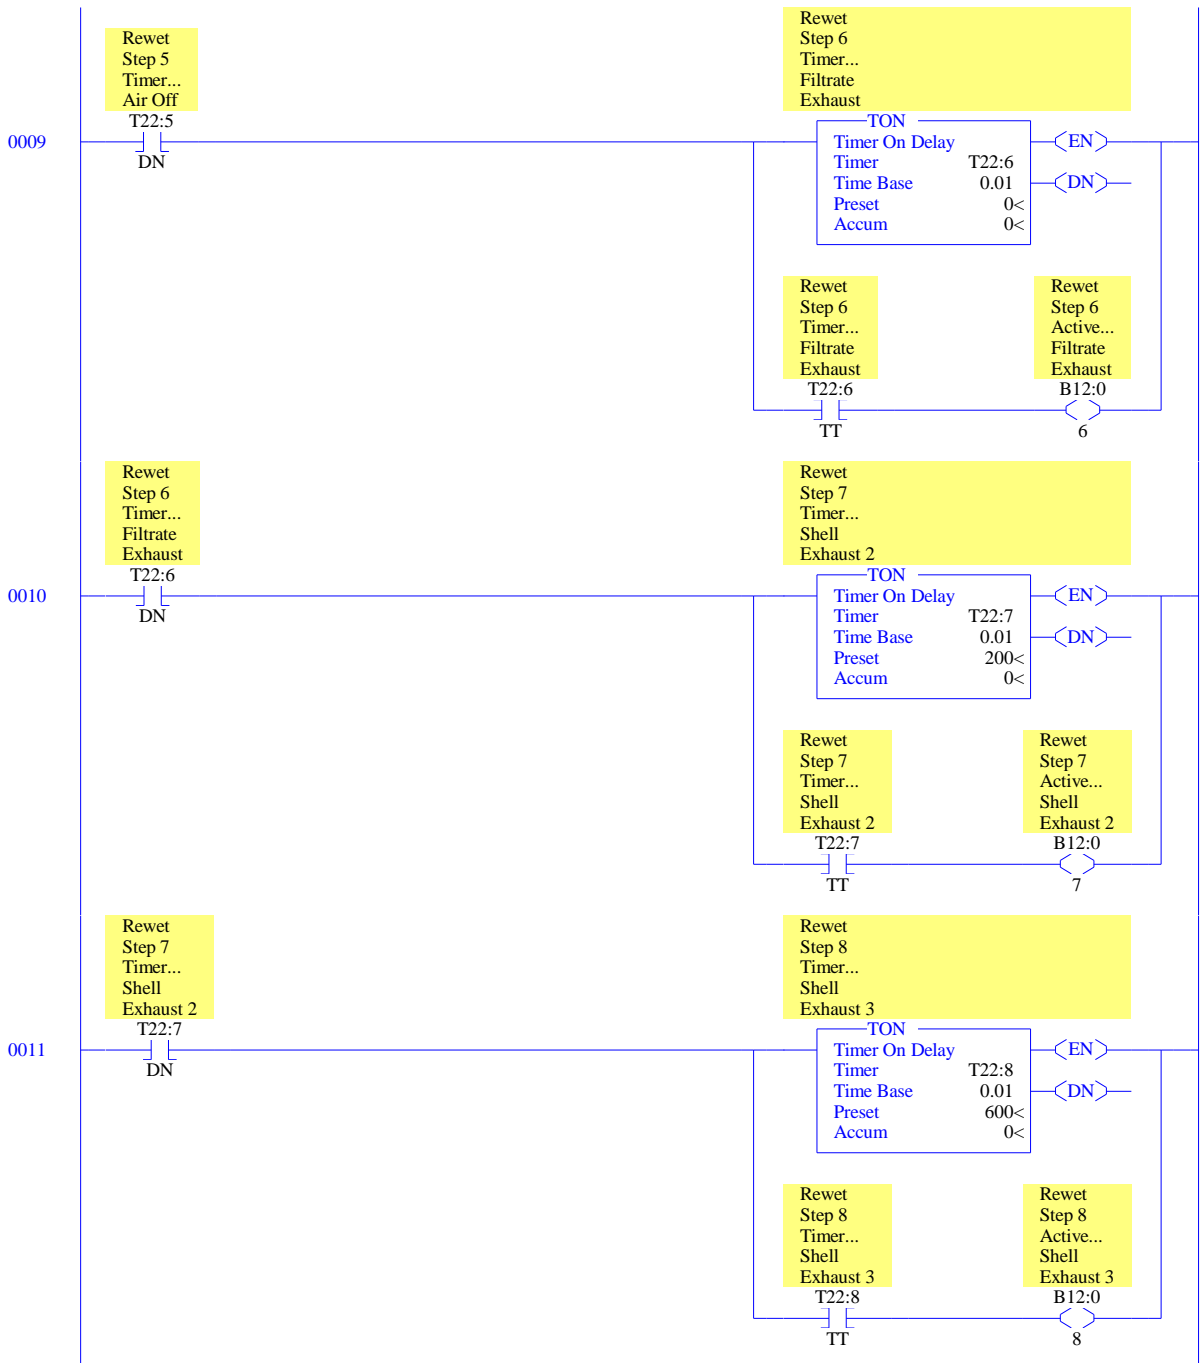 Rewet
Step 5
Timer...
Air Off
T22:5
DN
Rewet
Step 6
Timer...
Filtrate
Exhaust
0009
TON
Timer On Delay
Timer T22:6
Time Base 0.01
Preset 0<
Accum 0<
EN
DN
Rewet
Step 6
Timer...
Filtrate
Exhaust
T22:6
TT
Rewet
Step 6
Active...
Filtrate
Exhaust
B12:0
6
Rewet
Step 6
Timer...
Filtrate
Exhaust
T22:6
DN
Rewet
Step 7
Timer...
Shell
Exhaust 2
0010
TON
Timer On Delay
Timer T22:7
Time Base 0.01
Preset 200<
Accum 0<
EN
DN
Rewet
Step 7
Timer...
Shell
Exhaust 2
T22:7
TT
Rewet
Step 7
Active...
Shell
Exhaust 2
B12:0
7
Rewet
Step 7
Timer...
Shell
Exhaust 2
T22:7
DN
Rewet
Step 8
Timer...
Shell
Exhaust 3
0011
TON
Timer On Delay
Timer T22:8
Time Base 0.01
Preset 600<
Accum 0<
EN
DN
Rewet
Step 8
Timer...
Shell
Exhaust 3
T22:8
TT
Rewet
Step 8
Active...
Shell
Exhaust 3
B12:0
8